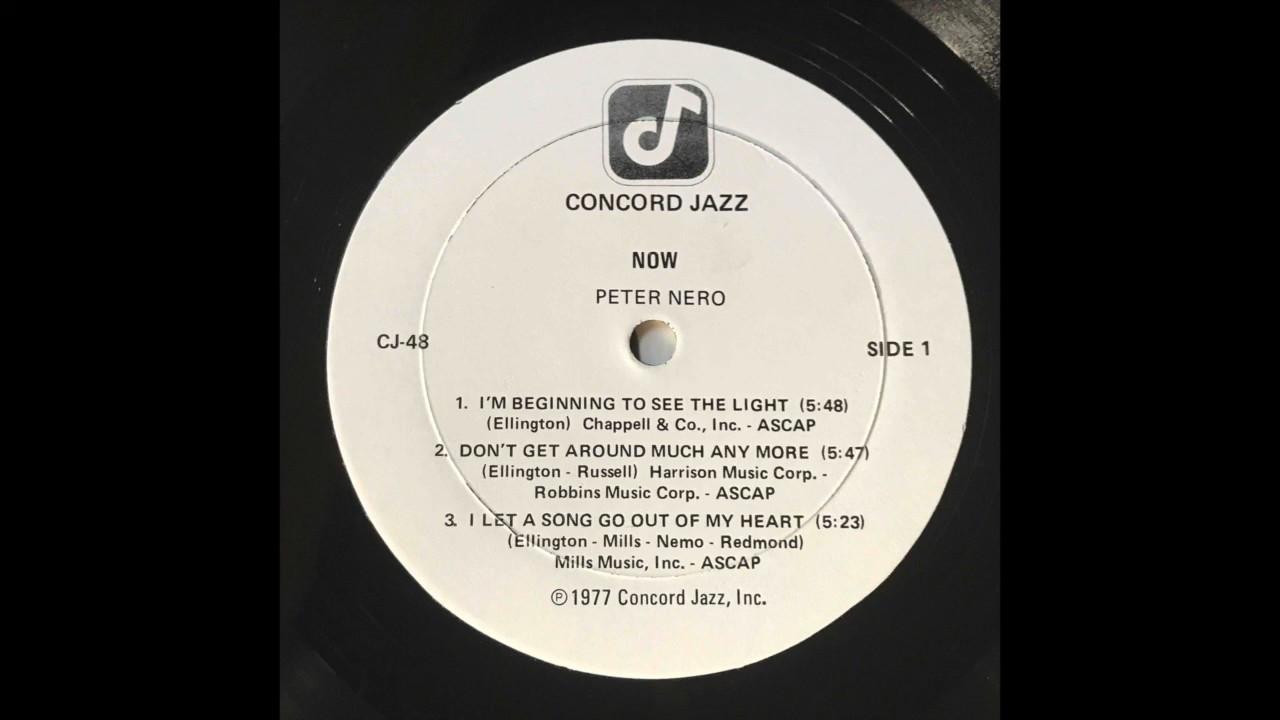 CONCORD JAZZ
NOW
PETER NERO
CJ-48
SIDE 1
1. I'M BEGINNING TO SEE THE LIGHT (5:48)
(Ellington) Chappell & Co., Inc. - ASCAP
2. DON'T GET AROUND MUCH ANY MORE (5:47)
(Ellington - Russell) Harrison Music Corp. -
Robbins Music Corp. - ASCAP
3. I LET A SONG GO OUT OF MY HEART (5:23)
(Ellington - Mills - Nemo - Redmond)
Mills Music, Inc. - ASCAP
℗1977 Concord Jazz, Inc.